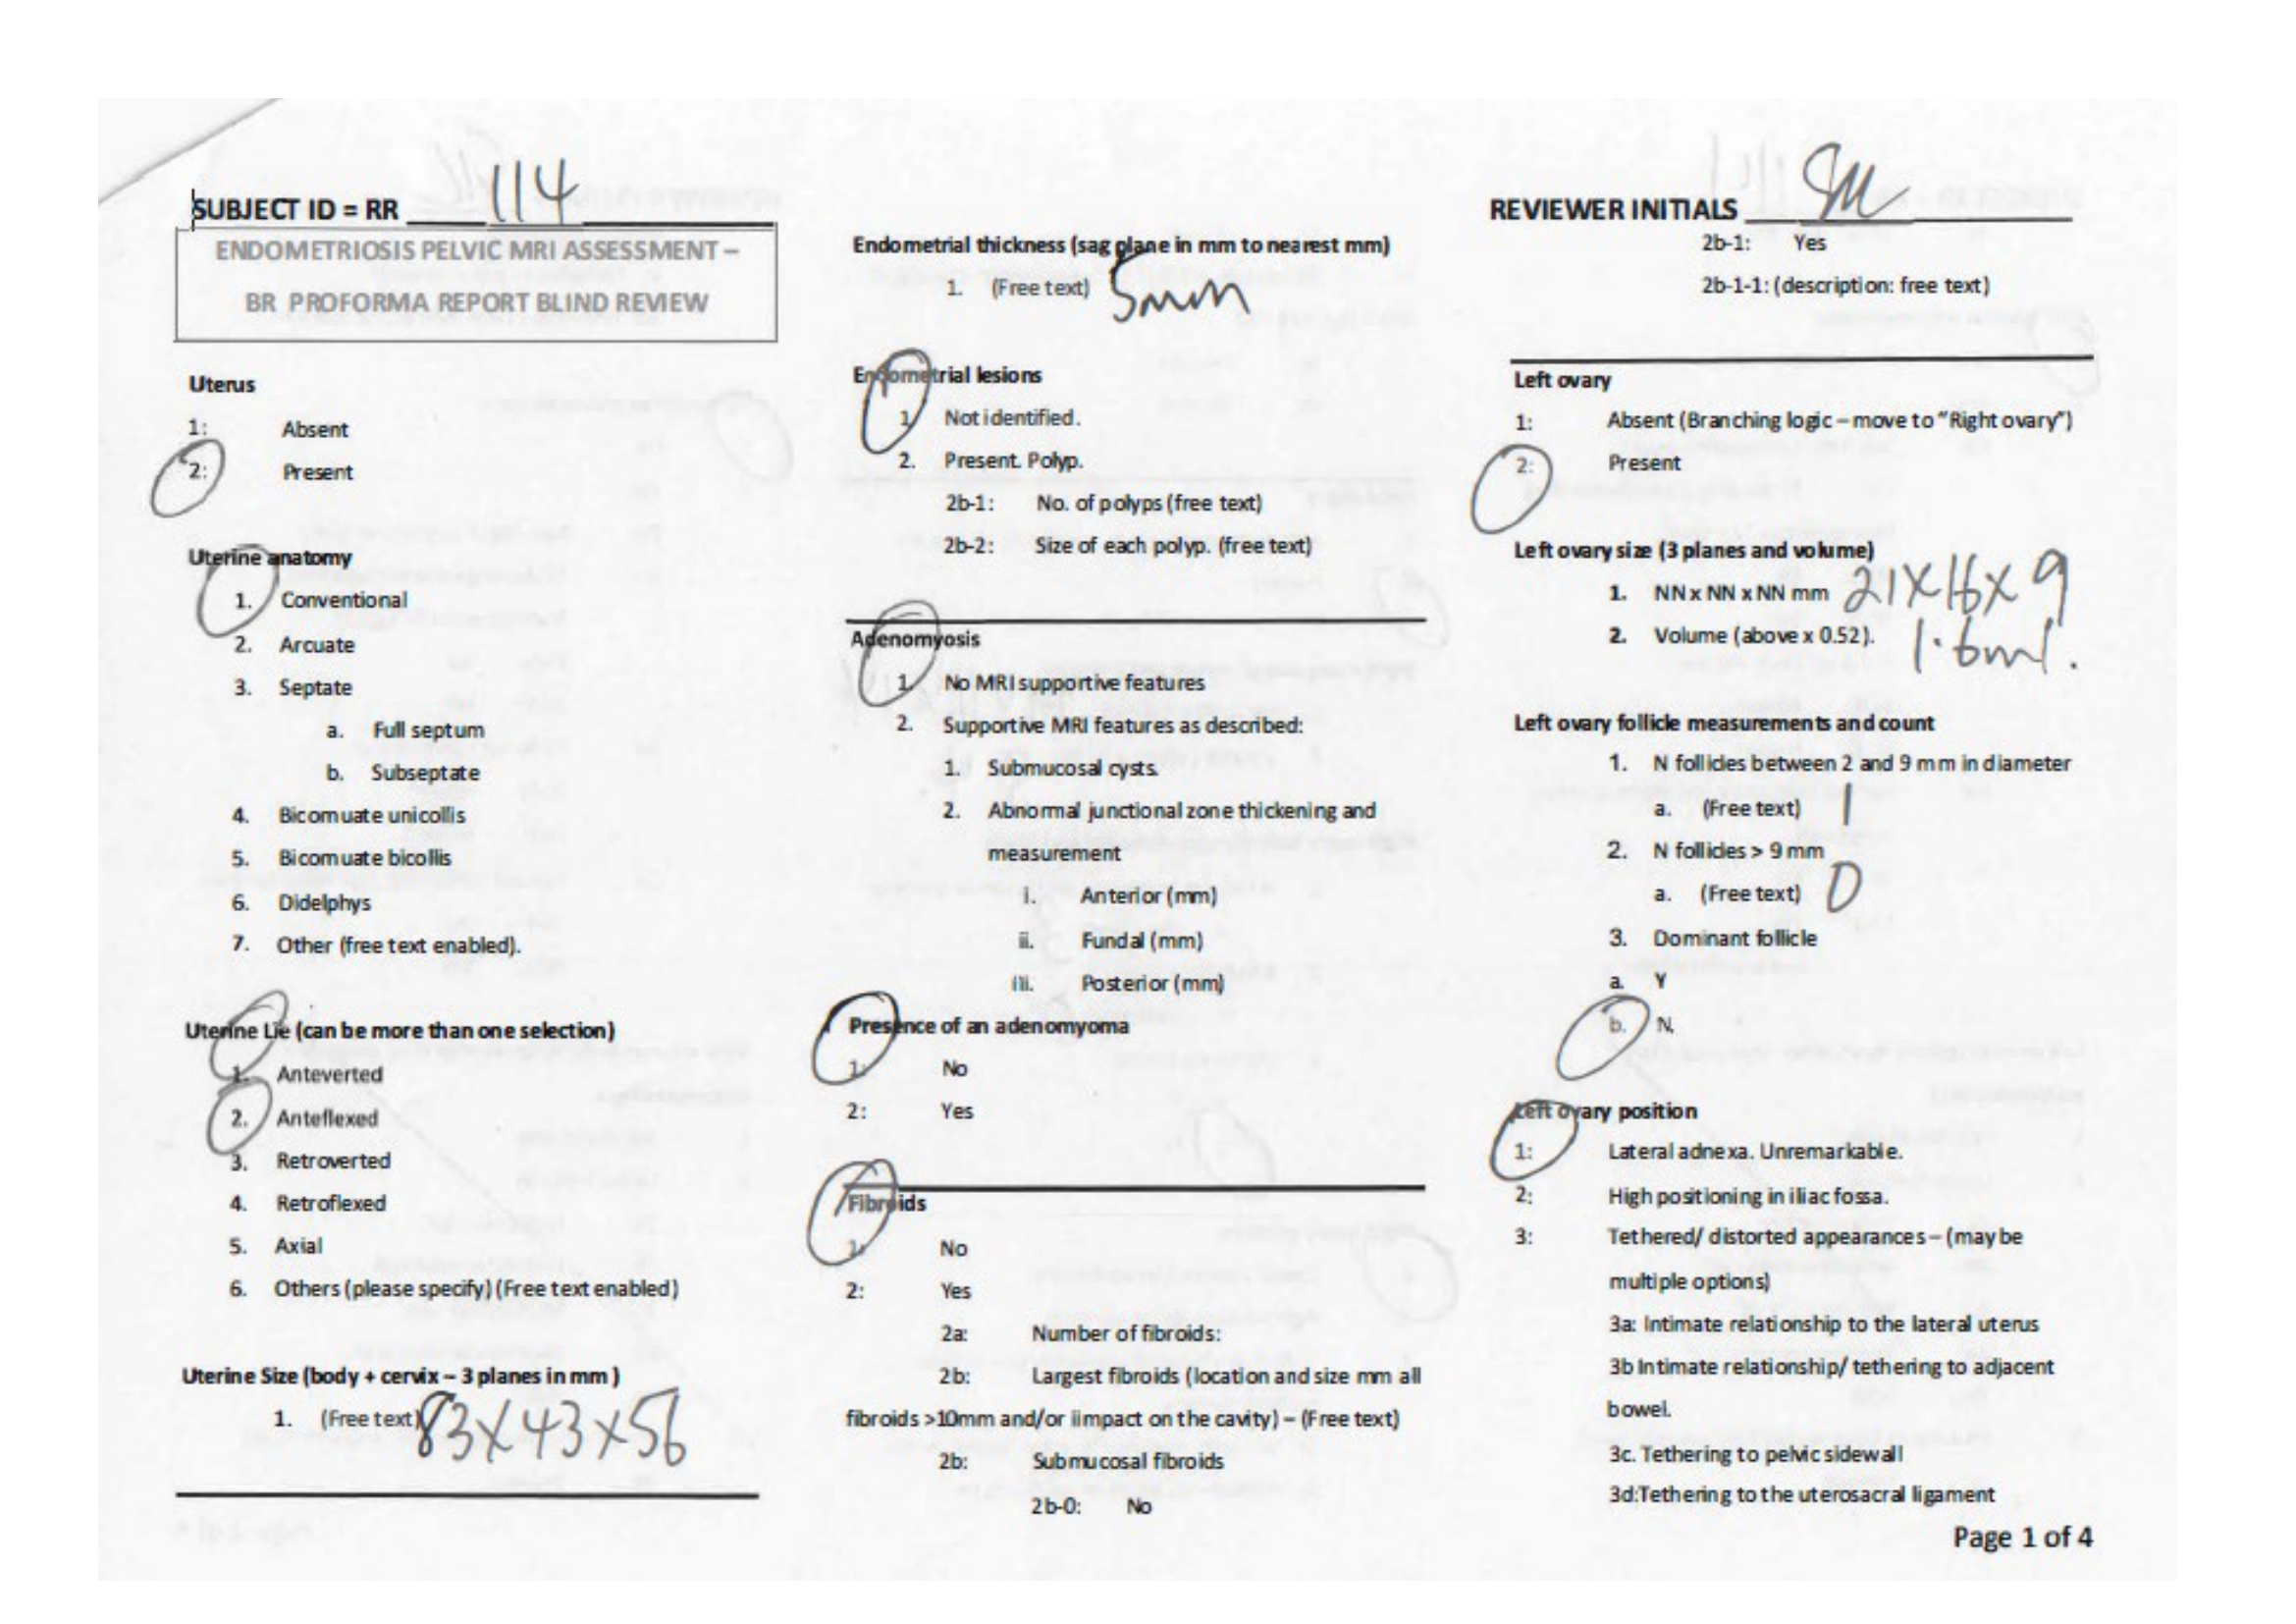 SUBJECT ID = RR 114
ENDOMETRIOSIS PELVIC MRI ASSESSMENT –
BR PROFORMA REPORT BLIND REVIEW
Uterus
1: Absent
2: Present
Uterine anatomy
1. Conventional
2. Arcuate
3. Septate
a. Full septum
b. Subseptate
4. Bicornuate unicollis
5. Bicornuate bicollis
6. Didelphys
7. Other (free text enabled).
Uterine Lie (can be more than one selection)
1. Anteverted
2. Anteflexed
3. Retroverted
4. Retroflexed
5. Axial
6. Others (please specify) (Free text enabled)
Uterine Size (body + cervix – 3 planes in mm )
1. (Free text) 83x43x56
Endometrial thickness (sag plane in mm to nearest mm)
1. (Free text) 5mm
Endometrial lesions
1. Not identified.
2. Present. Polyp.
2b-1: No. of polyps (free text)
2b-2: Size of each polyp. (free text)
Adenomyosis
1. No MRI supportive features
2. Supportive MRI features as described:
1. Submucosal cysts.
2. Abnormal junctional zone thickening and
measurement
i. Anterior (mm)
ii. Fundal (mm)
iii. Posterior (mm)
Presence of an adenomyoma
1: No
2: Yes
Fibroids
1: No
2: Yes
2a: Number of fibroids:
2b: Largest fibroids (location and size mm all
fibroids >10mm and/or iimpact on the cavity) – (Free text)
2b: Submucosal fibroids
2b-0: No
REVIEWER INITIALS SM
2b-1: Yes
2b-1-1: (description: free text)
Left ovary
1: Absent (Branching logic – move to “Right ovary”)
2: Present
Left ovary size (3 planes and volume)
1. NN x NN x NN mm 21x16x9
2. Volume (above x 0.52). 1.6ml.
Left ovary follicle measurements and count
1. N follicles between 2 and 9 mm in diameter
a. (Free text) 1
2. N follicles > 9 mm
a. (Free text) 0
3. Dominant follicle
a. Y
b. N.
Left ovary position
1: Lateral adnexa. Unremarkable.
2: High positioning in iliac fossa.
3: Tethered/ distorted appearances – (may be
multiple options)
3a: Intimate relationship to the lateral uterus
3b Intimate relationship/ tethering to adjacent
bowel.
3c. Tethering to pelvic sidewall
3d:Tethering to the uterosacral ligament
Page 1 of 4